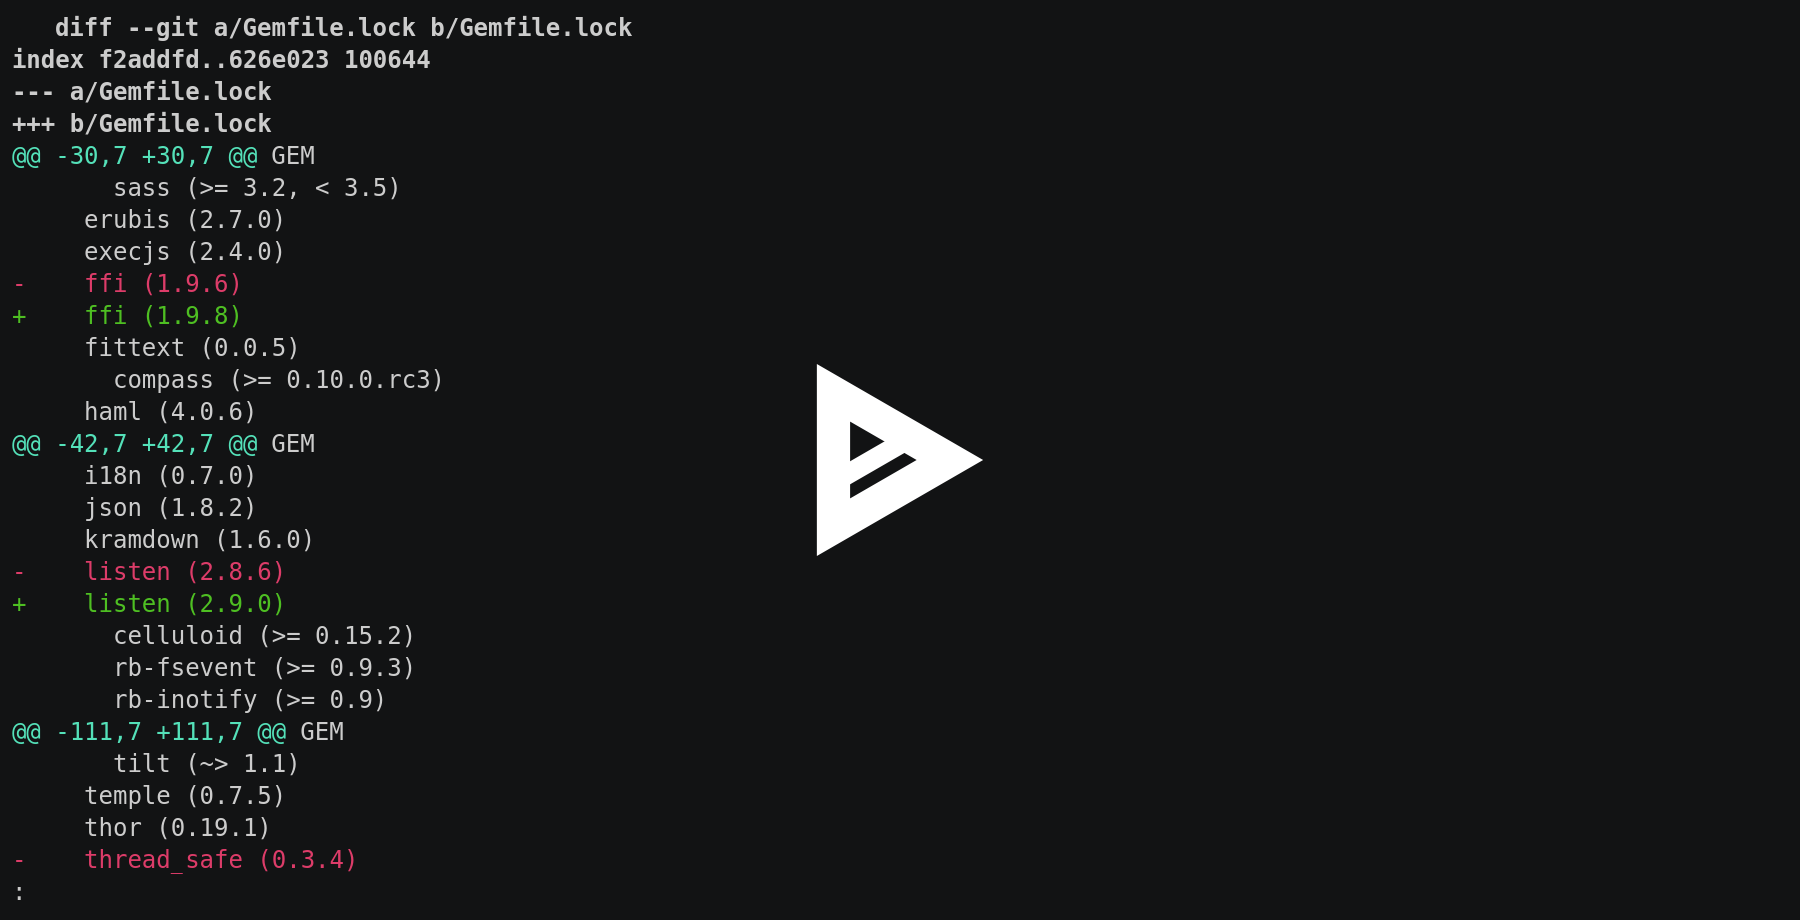 diff --git a/Gemfile.lock b/Gemfile.lock
index f2addfd..626e023 100644
--- a/Gemfile.lock
+++ b/Gemfile.lock
@@ -30,7 +30,7 @@ GEM
       sass (>= 3.2, < 3.5)
     erubis (2.7.0)
     execjs (2.4.0)
-    ffi (1.9.6)
+    ffi (1.9.8)
     fittext (0.0.5)
       compass (>= 0.10.0.rc3)
     haml (4.0.6)
@@ -42,7 +42,7 @@ GEM
     i18n (0.7.0)
     json (1.8.2)
     kramdown (1.6.0)
-    listen (2.8.6)
+    listen (2.9.0)
       celluloid (>= 0.15.2)
       rb-fsevent (>= 0.9.3)
       rb-inotify (>= 0.9)
@@ -111,7 +111,7 @@ GEM
       tilt (~> 1.1)
     temple (0.7.5)
     thor (0.19.1)
-    thread_safe (0.3.4)
: